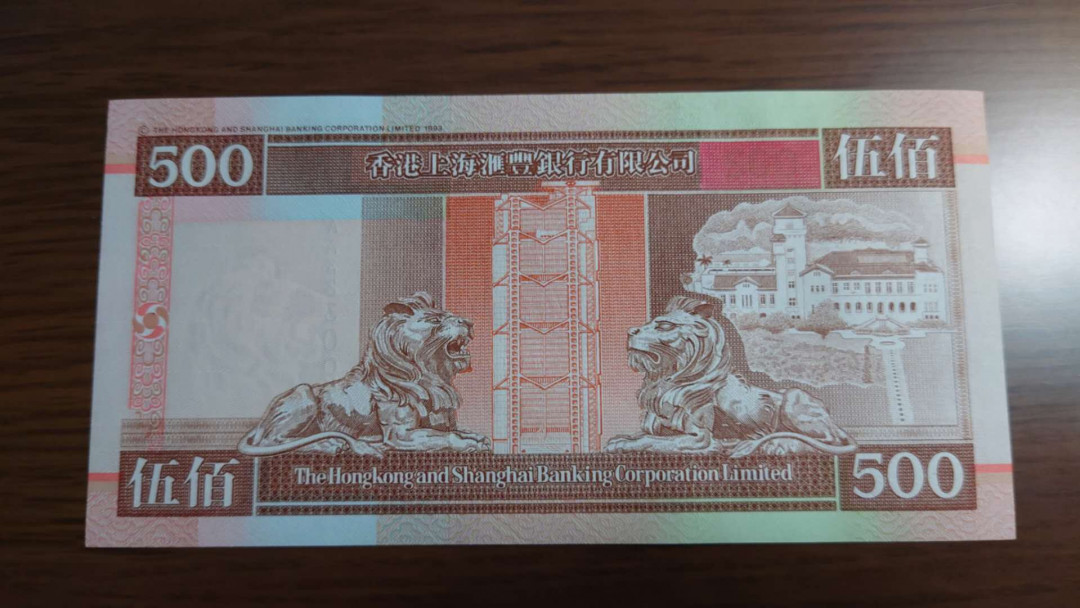 THE HONGKONG AND SHANGHAI BANKING CORPORATION LIMITED 1993
500
香港上海滙豐銀行有限公司
伍佰
伍佰
The Hongkong and Shanghai Banking Corporation Limited
500